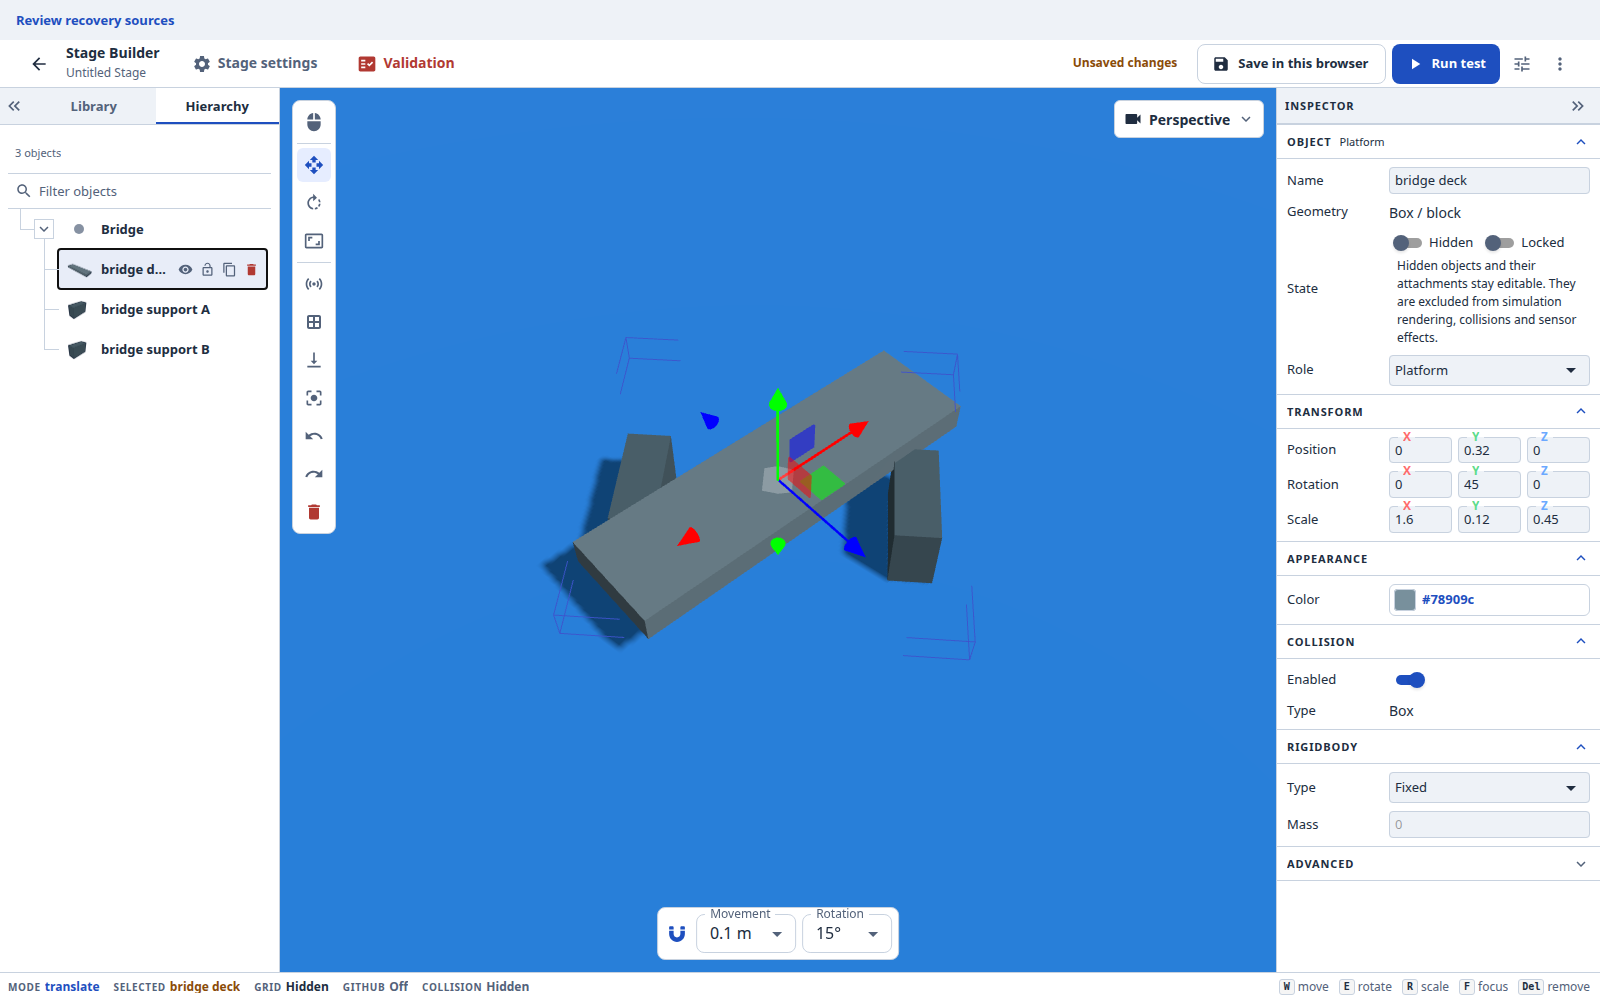 Review recovery sources
Stage Builder
Untitled Stage
Stage settings
Validation
Unsaved changes
Save in this browser
Run test
Library
Hierarchy
3 objects
Filter objects
Bridge
bridge d...
bridge support A
bridge support B
Perspective
Movement
0.1 m
Rotation
15°
INSPECTOR
OBJECT Platform
Name
bridge deck
Geometry
Box / block
Hidden
Locked
State
Hidden objects and their
attachments stay editable. They
are excluded from simulation
rendering, collisions and sensor
effects.
Role
Platform
TRANSFORM
Position
X
0
Y
0.32
Z
0
Rotation
X
0
Y
45
Z
0
Scale
X
1.6
Y
0.12
Z
0.45
APPEARANCE
Color
#78909c
COLLISION
Enabled
Type
Box
RIGIDBODY
Type
Fixed
Mass
0
ADVANCED
MODE translate
SELECTED bridge deck
GRID Hidden
GITHUB Off
COLLISION Hidden
W move
E rotate
R scale
F focus
Del remove